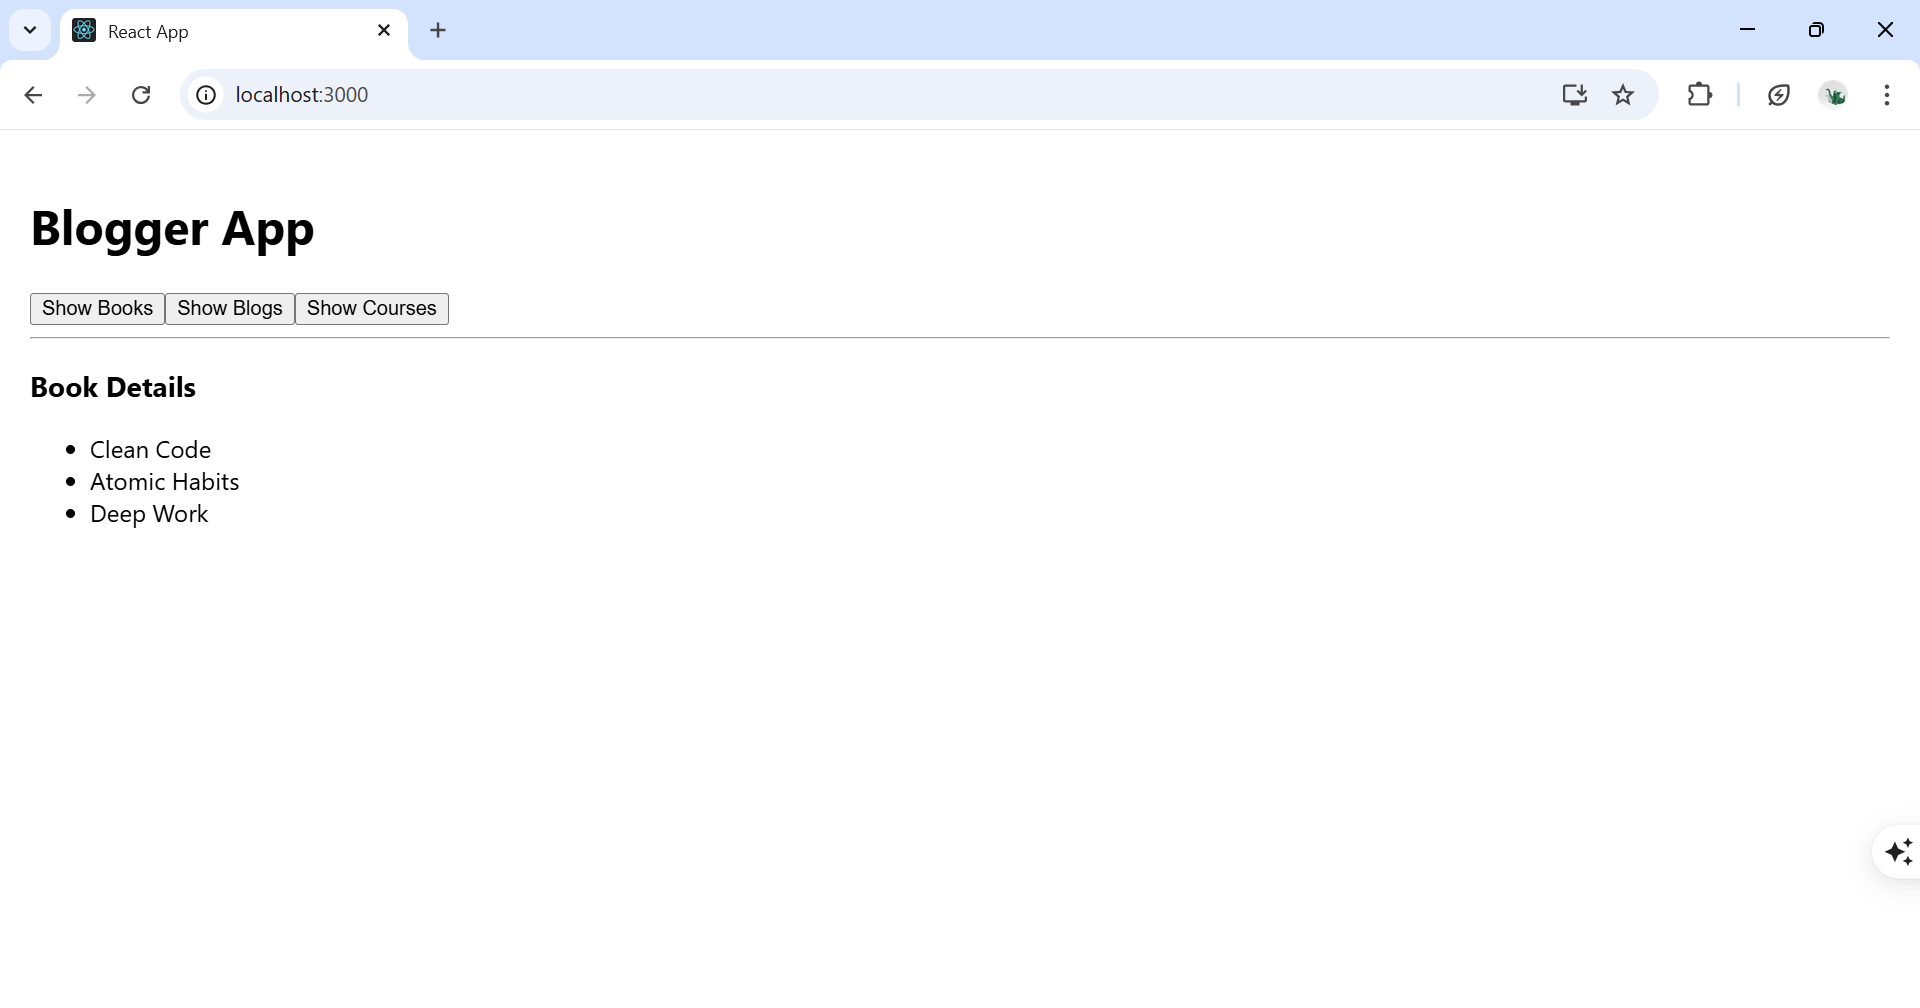 React App
localhost:3000
Blogger App
Show Books Show Blogs Show Courses
Book Details
Clean Code
Atomic Habits
Deep Work